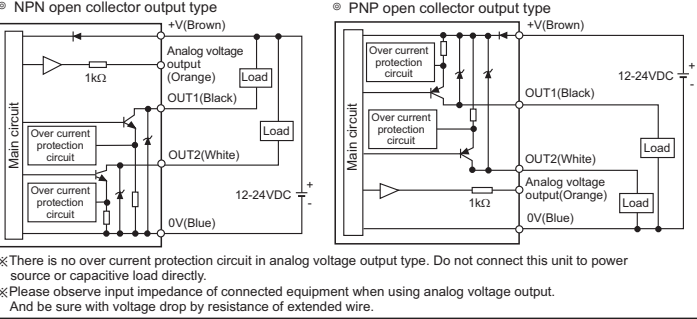 ◎ NPN open collector output type
+V(Brown)
Analog voltage
output
(Orange)
1kΩ
Load
OUT1(Black)
Main circuit
Over current
protection
circuit
Load
OUT2(White)
Over current
protection
circuit
12-24VDC
+
-
0V(Blue)
◎ PNP open collector output type
+V(Brown)
Over current
protection
circuit
12-24VDC
+
-
OUT1(Black)
Main circuit
Over current
protection
circuit
Load
OUT2(White)
Analog voltage
output(Orange)
1kΩ
Load
0V(Blue)
※There is no over current protection circuit in analog voltage output type. Do not connect this unit to power
source or capacitive load directly.
※Please observe input impedance of connected equipment when using analog voltage output.
And be sure with voltage drop by resistance of extended wire.